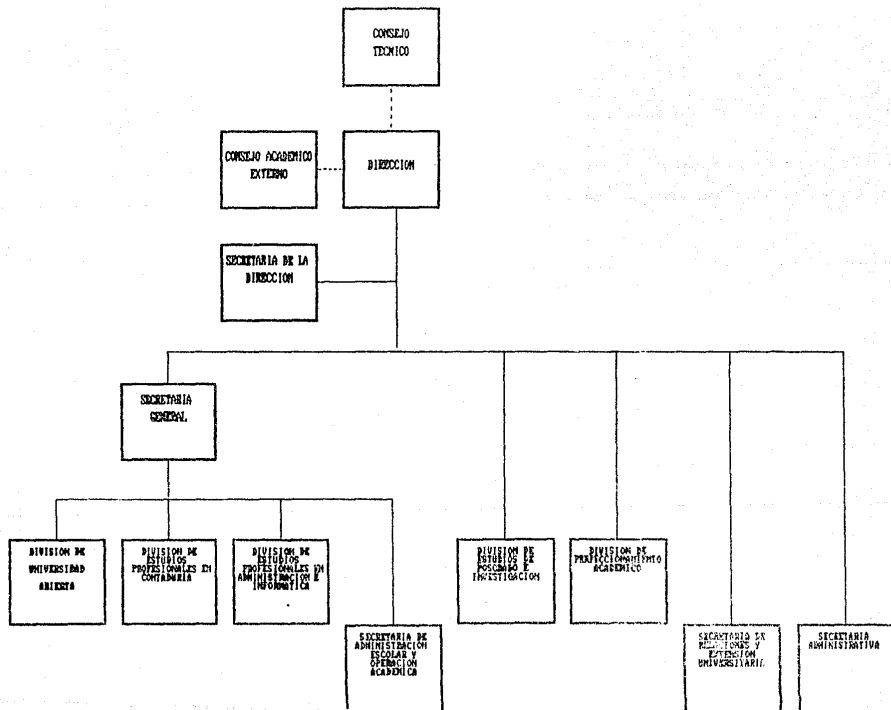 CONSEJO
TECNICO
CONSEJO ACADEMICO
EXTERNO
DIRECCION
SECRETARIA DE LA
DIRECCION
SECRETARIA
GENERAL
DIVISION DE
UNIVERSIDAD
ABIERTA
DIVISION DE
ESTUDIOS
PROFESIONALES EN
CONTADURIA
DIVISION DE
ESTUDIOS
PROFESIONALES EN
ADMINISTRACION E
INFORMATICA
SECRETARIA DE
ADMINISTRACION
ESCOLAR Y
OPERACION
ACADEMICA
DIVISION DE
ESTUDIOS DE
POSGRADO E
INVESTIGACION
DIVISION DE
PERFECCIONAMIENTO
ACADEMICO
SECRETARIA DE
RELACIONES Y
EXTENSION
UNIVERSITARIA
SECRETARIA
ADMINISTRATIVA